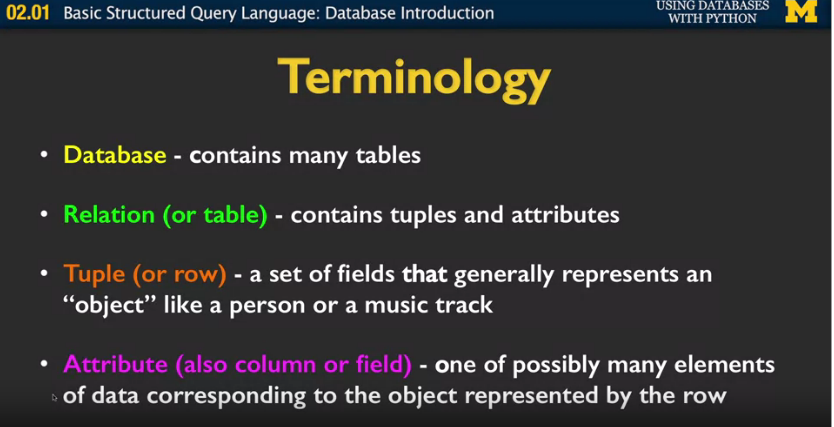 02.01 Basic Structured Query Language: Database Introduction
USING DATABASES
WITH PYTHON
M
Terminology
• Database - contains many tables
• Relation (or table) - contains tuples and attributes
• Tuple (or row) - a set of fields that generally represents an
“object” like a person or a music track
• Attribute (also column or field) - one of possibly many elements
of data corresponding to the object represented by the row